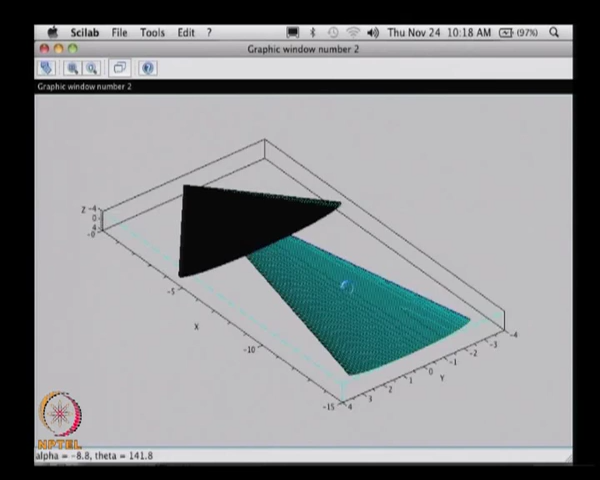 Scilab File Tools Edit ? Thu Nov 24 10:18 AM (97%)
Graphic window number 2
Graphic window number 2
Z
-4
0
4
-0
-5
X
-10
-15
4
3
2
1
0
-1
-2
-3
-4
Y
NPTEL
alpha = -8.8, theta = 141.8